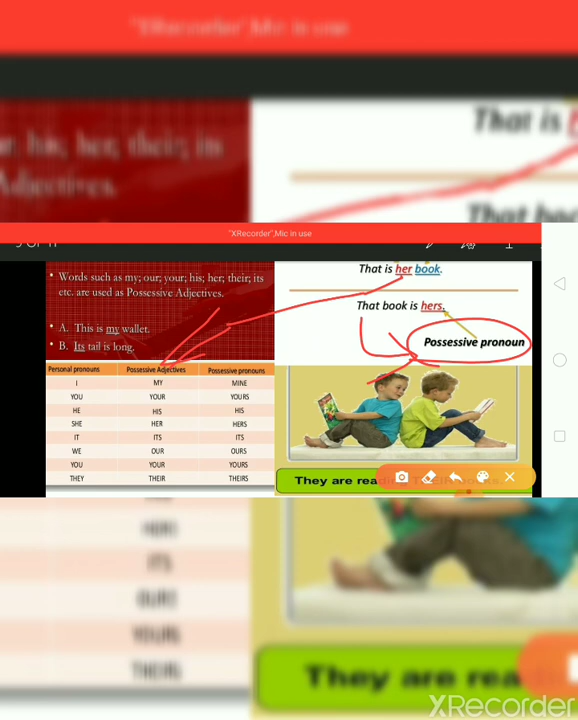 "XRecorder",Mic in use
• Words such as my; our; your; his; her; their; its
etc. are used as Possessive Adjectives.
• A. This is my wallet.
• B. Its tail is long.
That is her book.
That book is hers.
Possessive pronoun
Personal pronouns Possessive Adjectives Possessive pronouns
I MY MINE
YOU YOUR YOURS
HE HIS HIS
SHE HER HERS
IT ITS ITS
WE OUR OURS
YOU YOUR YOURS
THEY THEIR THEIRS
They are
XRecorder